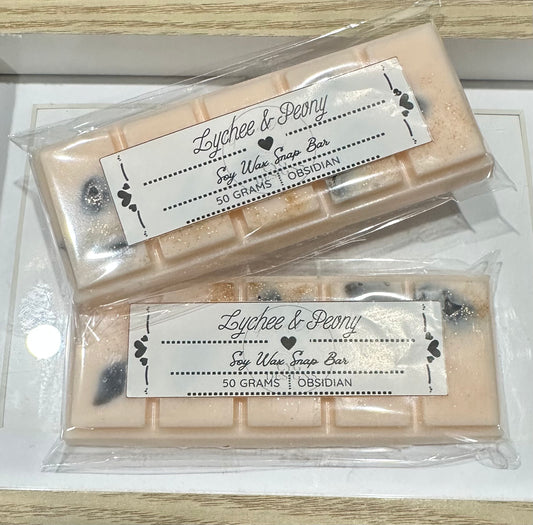 Lychee & Peony
Soy Wax Snap Bar
50 GRAMS | OBSIDIAN
Lychee & Peony
Soy Wax Snap Bar
50 GRAMS | OBSIDIAN